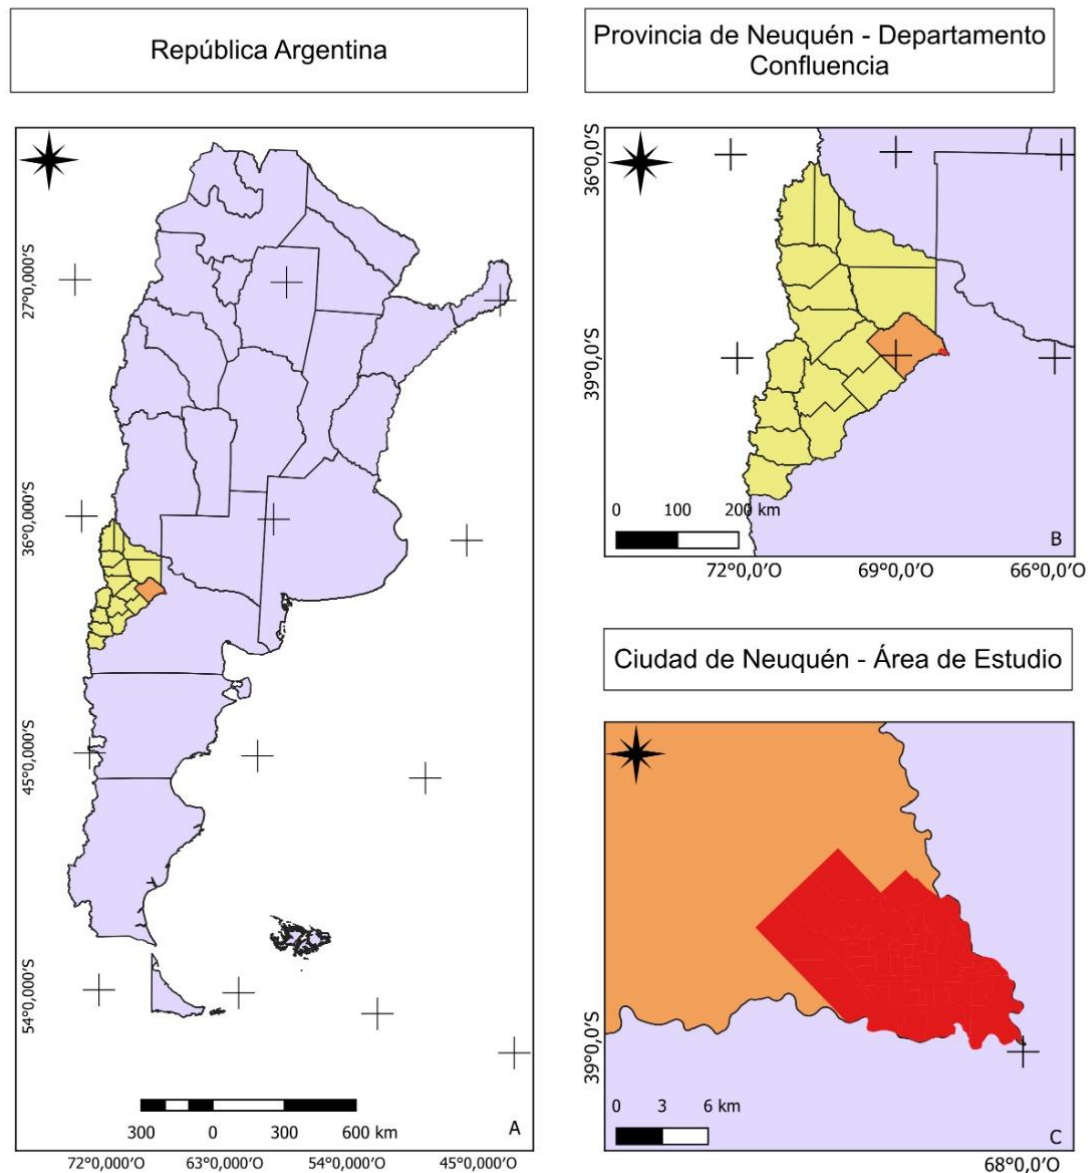 República Argentina
27°0,000'S
36°0,000'S
45°0,000'S
54°0,000'S
300 0 300 600 km
A
72°0,000'O 63°0,000'O 54°0,000'O 45°0,000'O
Provincia de Neuquén - Departamento
Confluencia
36°0,0'S
39°0,0'S
0 100 200 km
B
72°0,0'O 69°0,0'O 66°0,0'O
Ciudad de Neuquén - Área de Estudio
39°0,0'S
0 3 6 km
C
68°0,0'O